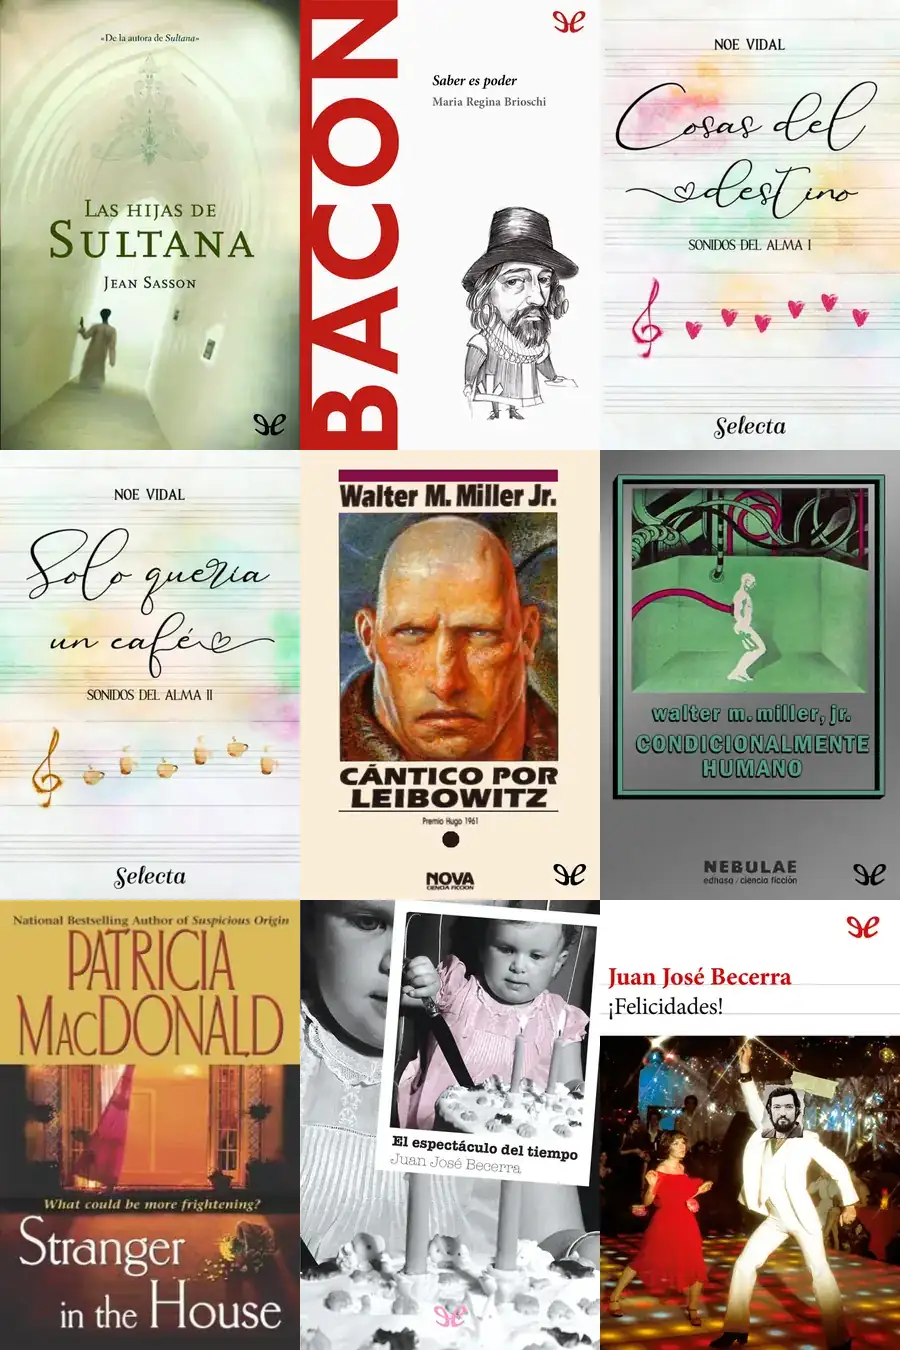 «De la autora de Sultana»
LAS HIJAS DE
SULTANA
JEAN SASSON
BACON
Saber es poder
Maria Regina Brioschi
NOE VIDAL
Cosas del
destino
SONIDOS DEL ALMA I
Selecta
NOE VIDAL
Solo quería
un café
SONIDOS DEL ALMA II
Selecta
Walter M. Miller Jr.
CÁNTICO POR
LEIBOWITZ
Premio Hugo 1961
NOVA
CIENCIA FICCION
walter m. miller, jr.
CONDICIONALMENTE
HUMANO
NEBULAE
edhasa / ciencia ficción
National Bestselling Author of Suspicious Origin
PATRICIA
MACDONALD
What could be more frightening?
Stranger
in the House
El espectáculo del tiempo
Juan José Becerra
Juan José Becerra
¡Felicidades!